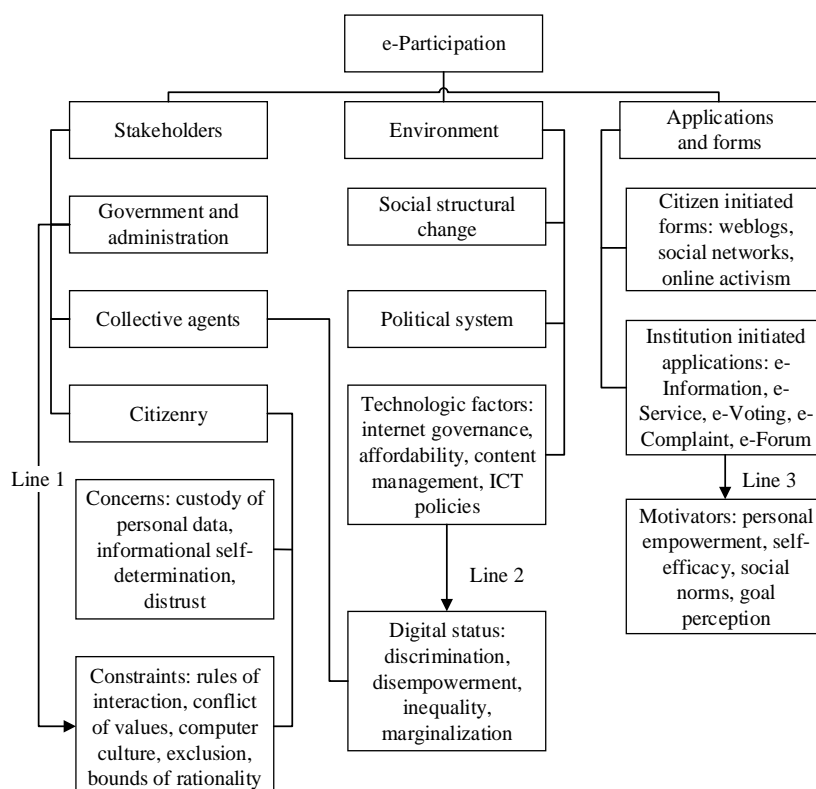 e-Participation
Stakeholders
Environment
Applications
and forms
Government and
administration
Social structural
change
Citizen initiated
forms: weblogs,
social networks,
online activism
Collective agents
Political system
Institution initiated
applications: e-
Information, e-
Service, e-Voting, e-
Complaint, e-Forum
Citizenry
Technologic factors:
internet governance,
affordability, content
management, ICT
policies
Line 1
Concerns: custody of
personal data,
informational self-
determination,
distrust
Line 2
Line 3
Motivators: personal
empowerment, self-
efficacy, social
norms, goal
perception
Digital status:
discrimination,
disempowerment,
inequality,
marginalization
Constraints: rules of
interaction, conflict
of values, computer
culture, exclusion,
bounds of rationality